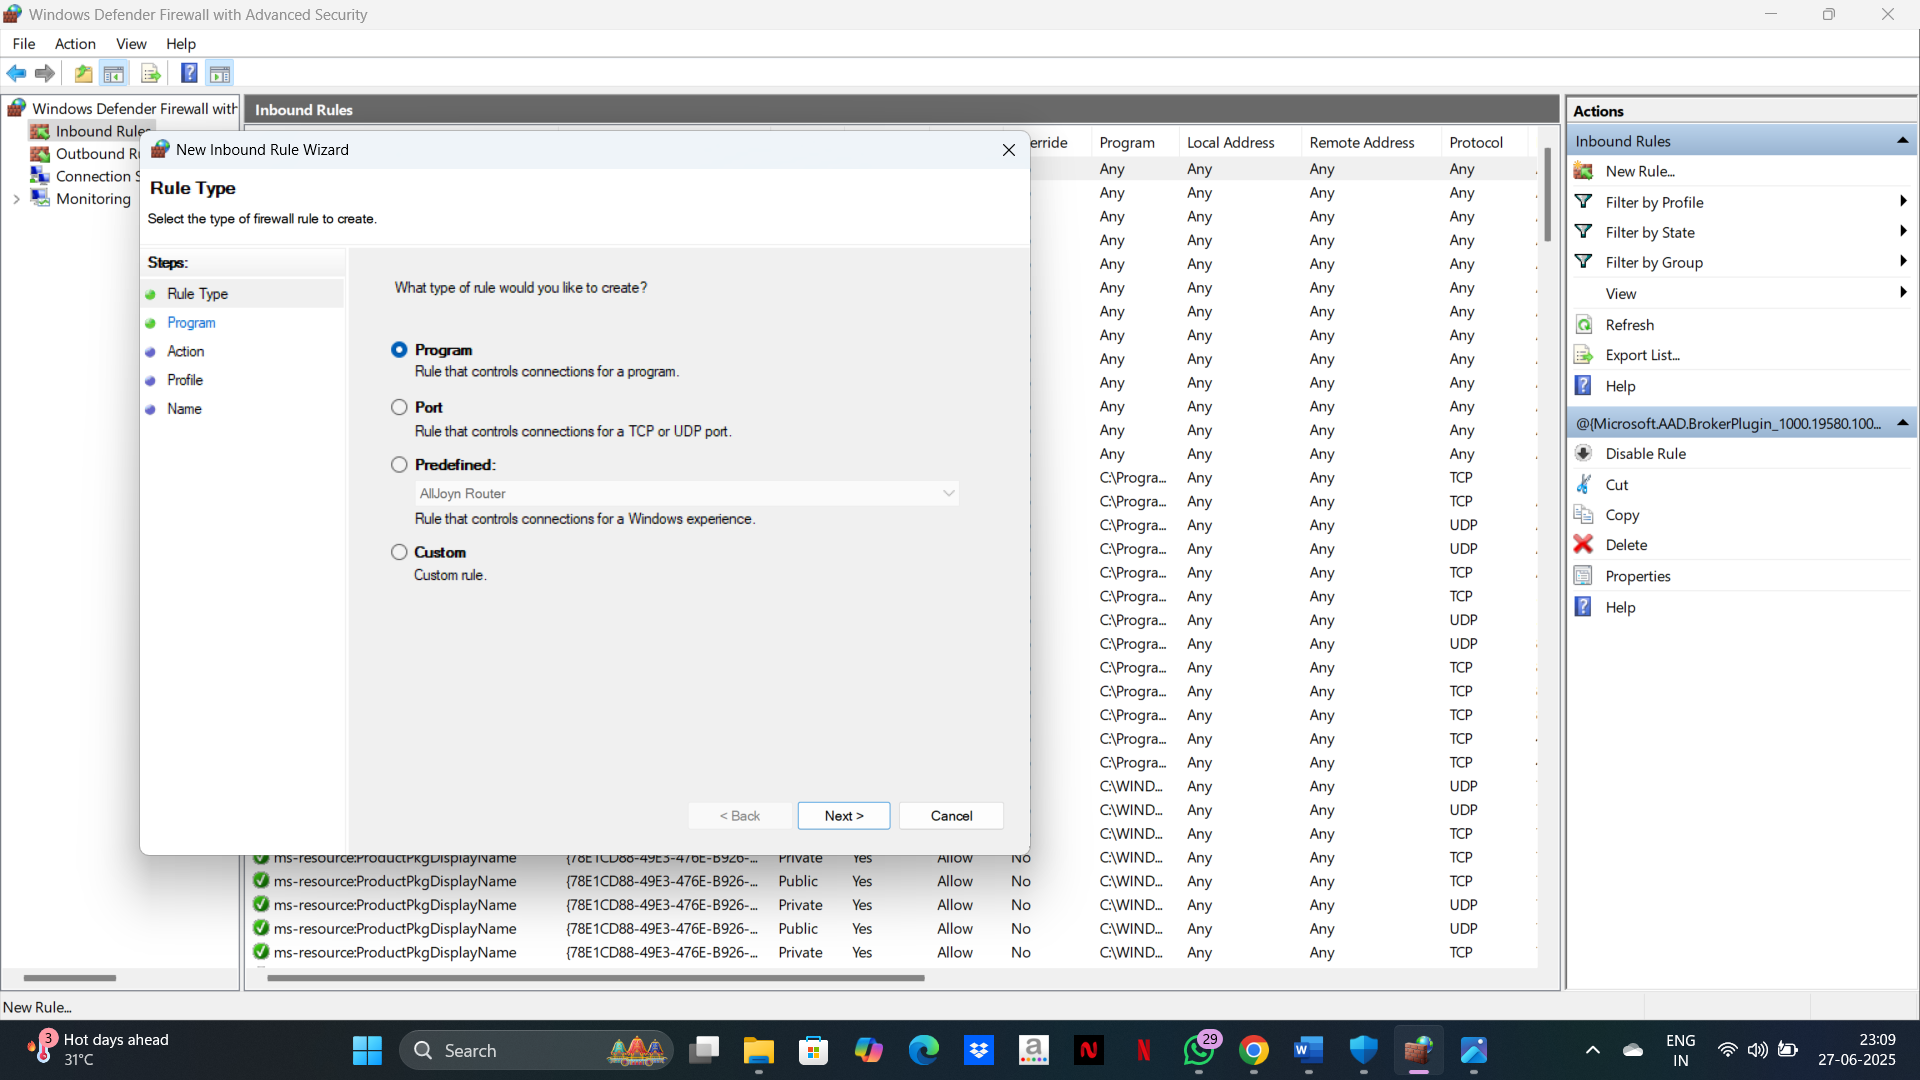 Windows Defender Firewall with Advanced Security
File Action View Help
Windows Defender Firewall with
Inbound Rules
Outbound Ru
Connection S
Monitoring
Inbound Rules
erride Program Local Address Remote Address Protocol
Any Any Any Any
Any Any Any Any
Any Any Any Any
Any Any Any Any
Any Any Any Any
Any Any Any Any
Any Any Any Any
Any Any Any Any
Any Any Any Any
Any Any Any Any
Any Any Any Any
Any Any Any Any
Any Any Any Any
C:\Progra... Any Any TCP
C:\Progra... Any Any TCP
C:\Progra... Any Any UDP
C:\Progra... Any Any UDP
C:\Progra... Any Any TCP
C:\Progra... Any Any TCP
C:\Progra... Any Any UDP
C:\Progra... Any Any UDP
C:\Progra... Any Any TCP
C:\Progra... Any Any TCP
C:\Progra... Any Any TCP
C:\Progra... Any Any TCP
C:\Progra... Any Any TCP
C:\WIND... Any Any UDP
C:\WIND... Any Any UDP
C:\WIND... Any Any TCP
ms-resource:ProductPkgDisplayName {78E1CD88-49E3-476E-B926-... Private Yes Allow No C:\WIND... Any Any TCP
ms-resource:ProductPkgDisplayName {78E1CD88-49E3-476E-B926-... Public Yes Allow No C:\WIND... Any Any TCP
ms-resource:ProductPkgDisplayName {78E1CD88-49E3-476E-B926-... Private Yes Allow No C:\WIND... Any Any UDP
ms-resource:ProductPkgDisplayName {78E1CD88-49E3-476E-B926-... Public Yes Allow No C:\WIND... Any Any UDP
ms-resource:ProductPkgDisplayName {78E1CD88-49E3-476E-B926-... Private Yes Allow No C:\WIND... Any Any TCP
New Inbound Rule Wizard
Rule Type
Select the type of firewall rule to create.
Steps:
Rule Type
Program
Action
Profile
Name
What type of rule would you like to create?
Program
Rule that controls connections for a program.
Port
Rule that controls connections for a TCP or UDP port.
Predefined:
AllJoyn Router
Rule that controls connections for a Windows experience.
Custom
Custom rule.
< Back Next > Cancel
Actions
Inbound Rules
New Rule...
Filter by Profile
Filter by State
Filter by Group
View
Refresh
Export List...
Help
@{Microsoft.AAD.BrokerPlugin_1000.19580.100...
Disable Rule
Cut
Copy
Delete
Properties
Help
New Rule...
3
Hot days ahead
31°C
Search
29
ENG
IN
23:09
27-06-2025